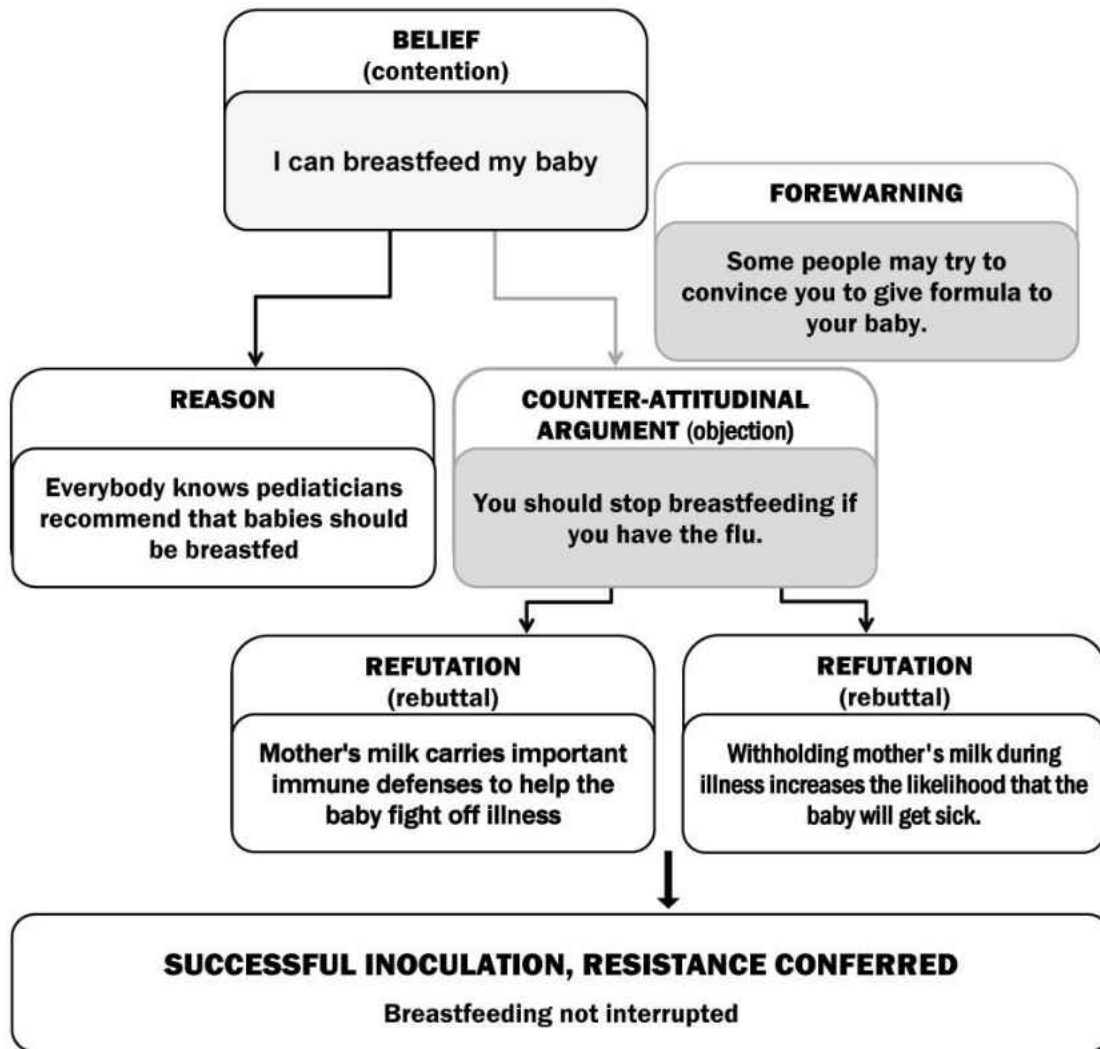 BELIEF
(contention)
I can breastfeed my baby
FOREWARNING
Some people may try to
convince you to give formula to
your baby.
REASON
Everybody knows pediaticians
recommend that babies should
be breastfed
COUNTER-ATTITUDINAL
ARGUMENT (objection)
You should stop breastfeeding if
you have the flu.
REFUTATION
(rebuttal)
Mother's milk carries important
immune defenses to help the
baby fight off illness
REFUTATION
(rebuttal)
Withholding mother's milk during
illness increases the likelihood that the
baby will get sick.
SUCCESSFUL INOCULATION, RESISTANCE CONFERRED
Breastfeeding not interrupted